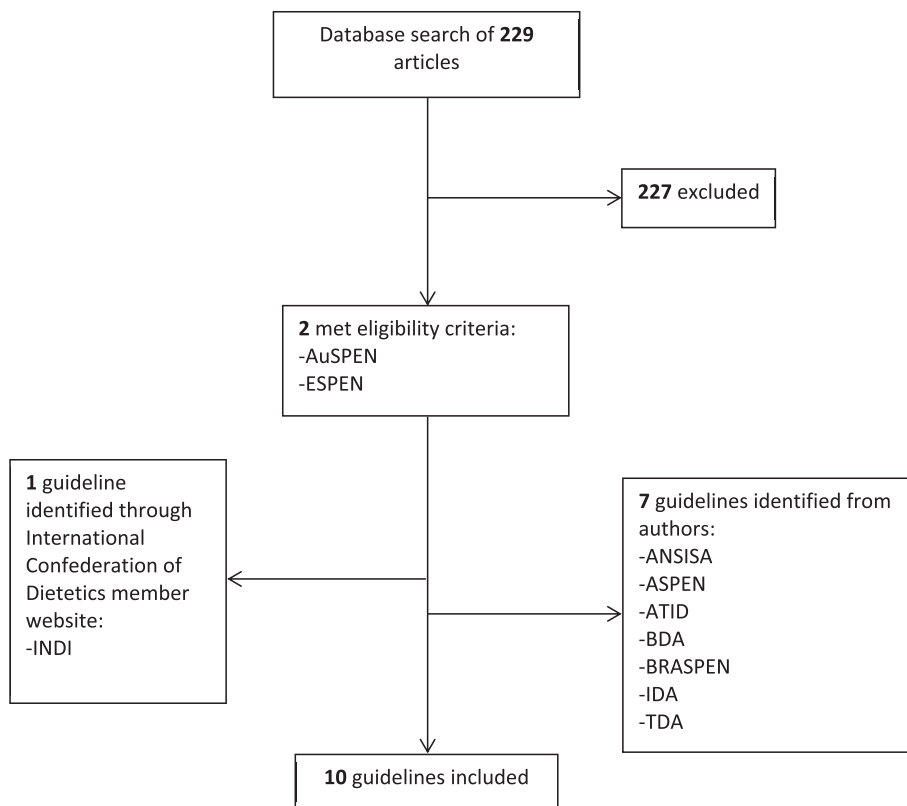 Database search of 229
articles
227 excluded
2 met eligibility criteria:
-AuSPEN
-ESPEN
1 guideline
identified through
International
Confederation of
Dietetics member
website:
-INDI
7 guidelines identified from
authors:
-ANSISA
-ASPEN
-ATID
-BDA
-BRASPEN
-IDA
-TDA
10 guidelines included